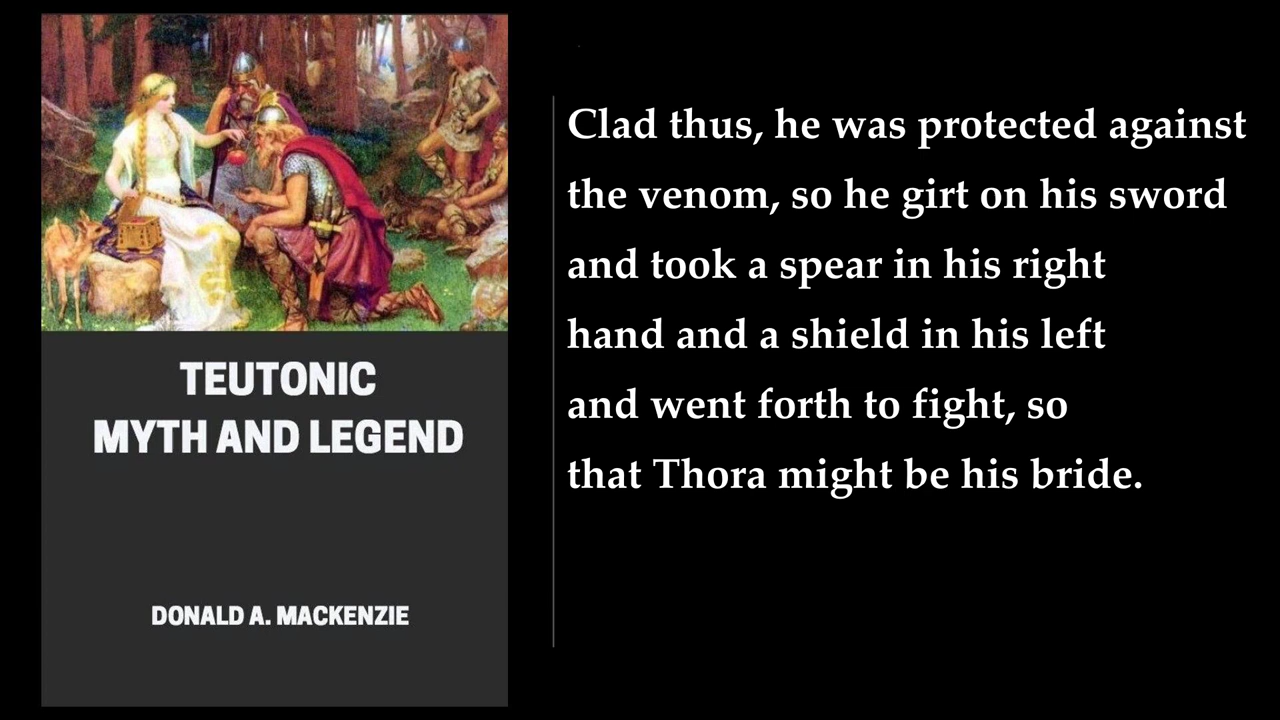 TEUTONIC
MYTH AND LEGEND
DONALD A. MACKENZIE
Clad thus, he was protected against
the venom, so he girt on his sword
and took a spear in his right
hand and a shield in his left
and went forth to fight, so
that Thora might be his bride.